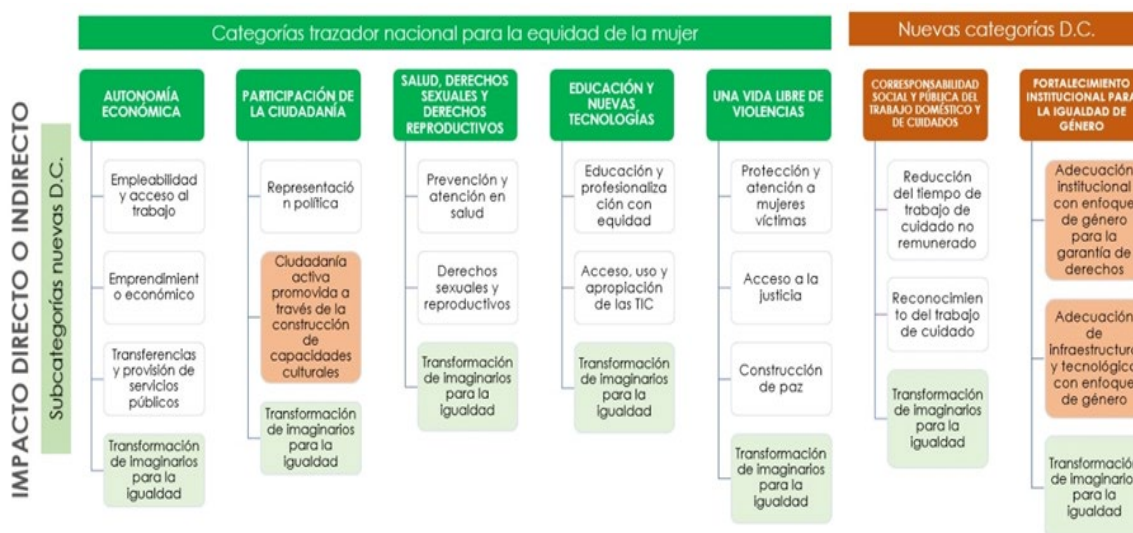 IMPACTO DIRECTO O INDIRECTO
Subcategorías nuevas D.C.
Categorías trazador nacional para la equidad de la mujer
AUTONOMÍA
ECONÓMICA
Empleabilidad
y acceso al
trabajo
Emprendimient
o económico
Transferencias
y provisión de
servicios
públicos
Transformación
de imaginarios
para la
igualdad
PARTICIPACIÓN DE
LA CIUDADANÍA
Representació
n política
Ciudadanía
activa
promovida a
través de la
construcción
de
capacidades
culturales
Transformación
de imaginarios
para la
igualdad
SALUD, DERECHOS
SEXUALES Y
DERECHOS
REPRODUCTIVOS
Prevención y
atención en
salud
Derechos
sexuales y
reproductivos
Transformación
de imaginarios
para la
igualdad
EDUCACIÓN Y
NUEVAS
TECNOLOGÍAS
Educación y
profesionaliza
ción con
equidad
Acceso, uso y
apropiación
de las TIC
Transformación
de imaginarios
para la
igualdad
UNA VIDA LIBRE DE
VIOLENCIAS
Protección y
atención a
mujeres
víctimas
Acceso a la
justicia
Construcción
de paz
Transformación
de imaginarios
para la
igualdad
Nuevas categorías D.C.
CORRESPONSABILIDAD
SOCIAL Y PÚBLICA DEL
TRABAJO DOMÉSTICO Y
DE CUIDADOS
Reducción
del tiempo de
trabajo de
cuidado no
remunerado
Reconocimien
to del trabajo
de cuidado
Transformación
de imaginarios
para la
igualdad
FORTALECIMIENTO
INSTITUCIONAL PARA
LA IGUALDAD DE
GÉNERO
Adecuación
institucional
con enfoque
de género
para la
garantía de
derechos
Adecuación
de
infraestructura
y tecnológica
con enfoque
de género
Transformación
de imaginarios
para la
igualdad